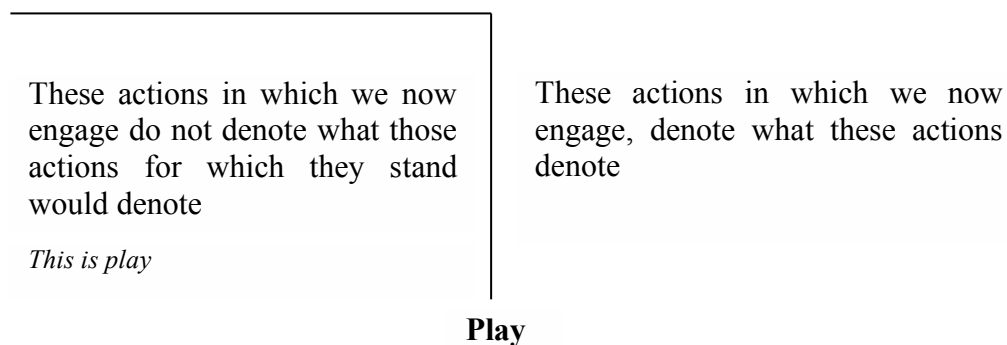 These actions in which we now
engage do not denote what those
actions for which they stand
would denote
This is play
These actions in which we now
engage, denote what these actions
denote
Play